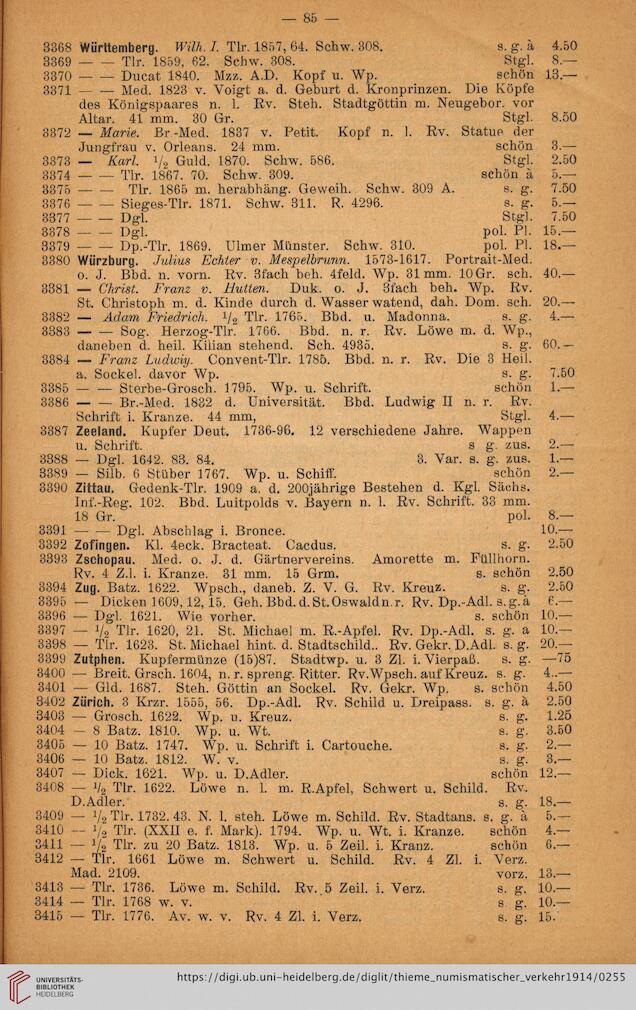 — 85 —
3368 Württemberg. Wilh. I. Tlr. 1857, 64. Schw. 308. s. g. à 4.50
3369 — — Tlr. 1859, 62. Schw. 308. Stgl. 8.—
3370 — — Ducat 1840. Mzz. A.D. Kopf u. Wp. schön 13.—
3371 — — Med. 1823 v. Voigt a. d. Geburt d. Kronprinzen. Die Köpfe
des Königspaares n. l. Rv. Steh. Stadtgöttin m. Neugebor. vor
Altar. 41 mm. 30 Gr. Stgl. 8.50
3372 — Marie. Br-Med. 1837 v. Petit. Kopf n. l. Rv. Statue der
Jungfrau v. Orleans. 24 mm. schön 3.—
3373 — Karl. 1/2 Guld. 1870. Schw. 586. Stgl. 2.50
3374 — — Tlr. 1867. 70. Schw. 309. schön à 5.—
3375 — — Tlr. 1865 m. herabhäng. Geweih. Schw. 309 A. s. g. 7.50
3376 — — Sieges-Tlr. 1871. Schw. 311. R. 4296. s. g. 5.—
3377 — — Dgl. Stgl. 7.50
3378 — — Dgl. pol. Pl. 15.—
3379 — — Dp.-Tlr. 1869. Ulmer Münster. Schw. 310. pol. Pl. 18.—
3380 Würzburg. Julius Echter v. Mespelbrunn. 1573-1617. Portrait-Med.
o. J. Bbd. n. vorn. Rv. 3fach beh. 4feld. Wp. 31 mm. 10 Gr. sch. 40.—
3381 — Christ. Franz v. Hutten. Duk. o. J. 3fach beh. Wp. Rv.
St. Christoph m. d. Kinde durch d. Wasser watend, dah. Dom. sch. 20.—
3382 — Adam Friedrich. 1/2 Tlr. 1765. Bbd. u. Madonna. s. g. 4.—
3383 — — Sog. Herzog-Tlr. 1766. Bbd. n. r. Rv. Löwe m. d. Wp.,
daneben d. heil. Kilian stehend. Sch. 4935. s. g. 60.—
3384 — Franz Ludwig. Convent-Tlr. 1785. Bbd. n. r. Rv. Die 3 Heil.
a. Sockel. davor Wp. s. g. 7.50
3385 — — Sterbe-Grosch. 1795. Wp. u. Schrift. schön 1.—
3386 — — Br.-Med. 1832 d. Universität. Bbd. Ludwig II n. r. Rv.
Schrift i. Kranze. 44 mm, Stgl. 4.—
3387 Zeeland. Kupfer Deut. 1736-96. 12 verschiedene Jahre. Wappen
u. Schrift. s g. zus. 2.—
3388 — Dgl. 1642. 83. 84. 3. Var. s. g. zus. 1.—
3389 — Silb. 6 Stüber 1767. Wp. u. Schiff. schön 2.—
3390 Zittau. Gedenk-Tlr. 1909 a. d. 200jährige Bestehen d. Kgl. Sächs.
Inf.-Reg. 102. Bbd. Luitpolds v. Bayern n. l. Rv. Schrift. 33 mm.
18 Gr. pol. 8.—
3391 — — Dgl. Abschlag i. Bronce. 10.—
3392 Zofingen. Kl. 4eck. Bracteat. Cacdus. s. g. 2.50
3393 Zschopau. Med. o. J. d. Gärtnervereins. Amorette m. Füllhorn.
Rv. 4 Z.l. i. Kranze. 31 mm. 15 Grm. s. schön 2.50
3394 Zug. Batz. 1622. Wpsch., daneb. Z. V. G. Rv. Kreuz. s. g. 2.50
3395 — Dicken 1609, 12, 15. Geh. Bbd. d. St. Oswald n. r. Rv. Dp.-Adl. s. g. à 6.—
3396 — Dgl. 1621. Wie vorher. s. schön 10.—
3397 — 1/2 Tlr. 1620, 21. St. Michael m. R.-Apfel. Rv. Dp.-Adl. s. g. a 10.—
3398 — Tlr. 1623. St. Michael hint. d. Stadtschild.. Rv. Gekr. D.Adl. s. g. 20.—
3399 Zutphen. Kupfermünze (15)87. Stadtwp. u. 3 Zl. i. Vierpaß. s. g. —75
3400 — Breit. Grsch. 1604, n. r. spreng. Ritter. Rv. Wpsch. auf Kreuz. s. g. 4..—
3401 — Gld. 1687. Steh. Göttin an Sockel. Rv. Gekr. Wp. s. schön 4.50
3402 Zürich. 3 Krzr. 1555, 56. Dp.-Adl. Rv. Schild u. Dreipass. s. g. à 2.50
3403 — Grosch. 1622. Wp. u. Kreuz. s. g. 1.25
3404 — 8 Batz. 1810. Wp. u. Wt. s. g. 3.50
3405 — 10 Batz. 1747. Wp. u. Schrift i. Cartouche. s. g. 2.—
3406 — 10 Batz. 1812. W. v. s. g. 3.—
3407 — Dick. 1621. Wp. u. D.Adler. schön 12.—
3408 — 1/2 Tlr. 1622. Löwe n. l. m. R.Apfel, Schwert u. Schild. Rv.
D.Adler. s. g. 18.—
3409 — 1/2 Tlr. 1732. 43. N. l. steh. Löwe m. Schild. Rv. Stadtans. s. g. à 5.—
3410 — 1/2 Tlr. (XXII e. f. Mark). 1794. Wp. u. Wt. i. Kranze. schön 4.—
3411 — 1/2 Tlr. zu 20 Batz. 1813. Wp. u. 5 Zeil. i. Kranz. schön 6.—
3412 — Tlr. 1661 Löwe m. Schwert u. Schild. Rv. 4 Zl. i. Verz.
Mad. 2109. vorz. 13.—
3413 — Tlr. 1736. Löwe m. Schild. Rv. 5 Zeil. i. Verz. s. g. 10.—
3414 — Tlr. 1768 w. v. s g. 10.—
3415 — Tlr. 1776. Av. w. v. Rv. 4 Zl. i. Verz. s. g. 15.
UNIVERSITÄTS-
BIBLIOTHEK
HEIDELBERG
https://digi.ub.uni-heidelberg.de/diglit/thieme_numismatischer_verkehr1914/0255